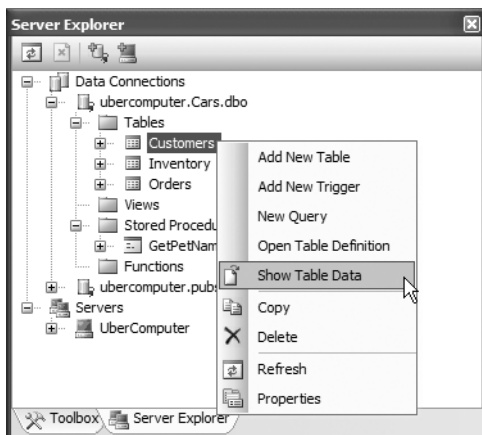 Server Explorer
Data Connections
ubercomputer.Cars.dbo
Tables
Customers
Inventory
Orders
Views
Stored Procedu
GetPetNam
Functions
ubercomputer.pubs
Servers
UberComputer
Add New Table
Add New Trigger
New Query
Open Table Definition
Show Table Data
Copy
Delete
Refresh
Properties
Toolbox
Server Explorer